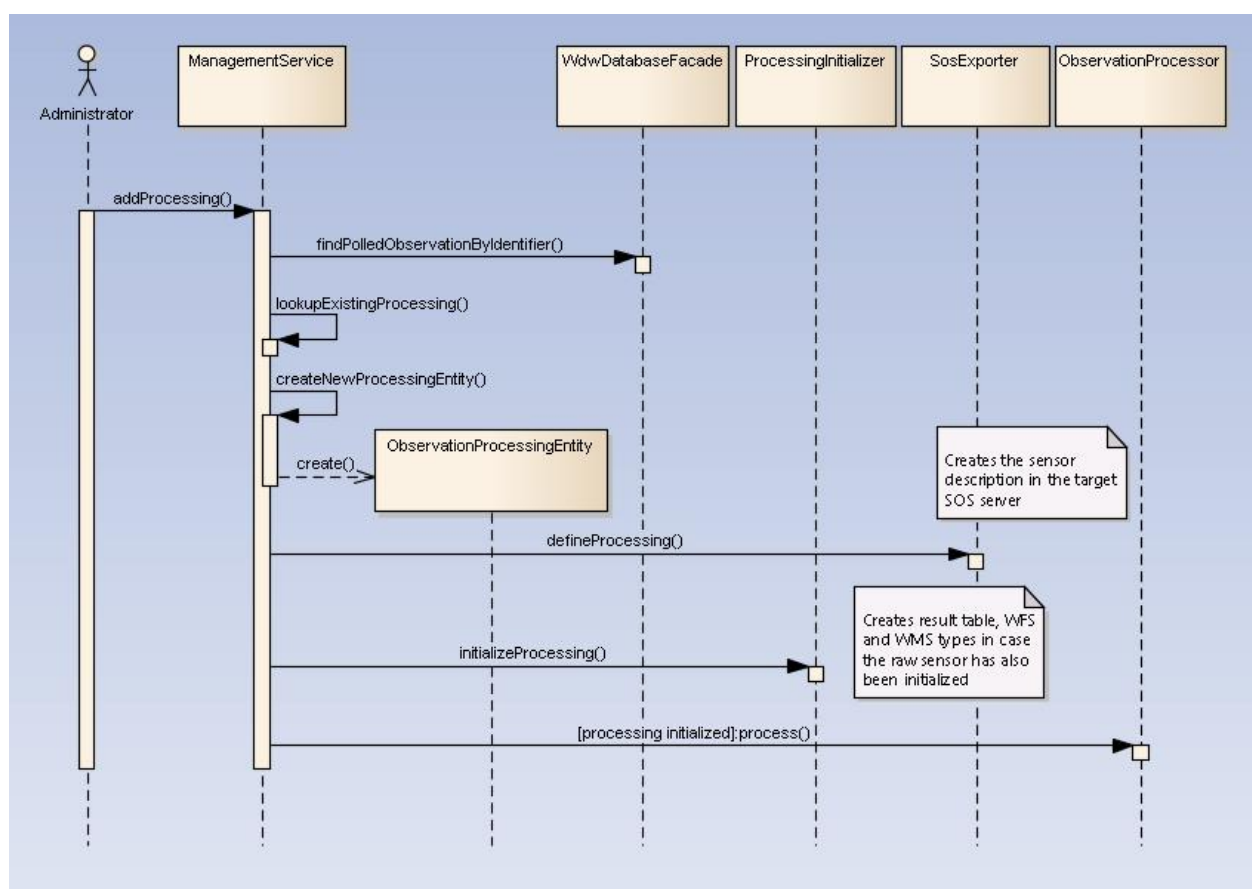 Administrator
ManagementService
WdwDatabaseFacade
ProcessingInitializer
SosExporter
ObservationProcessor
addProcessing()
findPolledObservationByIdentifier()
lookupExistingProcessing()
createNewProcessingEntity()
create()
ObservationProcessingEntity
Creates the sensor
description in the target
SOS server
defineProcessing()
Creates result table, WFS
and WMS types in case
the raw sensor has also
been initialized
initializeProcessing()
[processing initialized]:process()